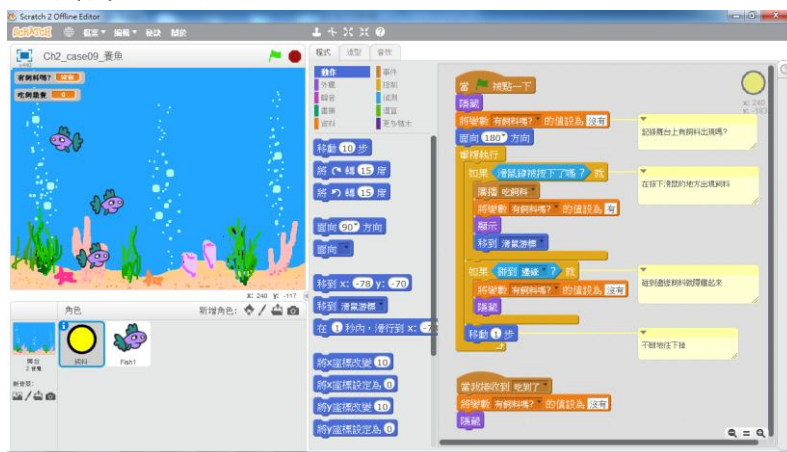 Scratch 2 Offline Editor
SCRATCH 檔案 編輯 秘訣 關於
Ch2_case09_養魚
v460
有飼料嗎? 沒有
吃飼數量 0
x: 240 y: -117
角色 新增角色:
舞台
2 背景
新背景:
飼料
Fish1
程式 造型 音效
動作 事件
外觀 控制
聲音 偵測
畫筆 運算
資料 更多積木
移動 10 步
將 轉 15 度
將 轉 15 度
面向 90 方向
面向
移到 x: -78 y: -70
移到 滑鼠游標
在 1 秒內,滑行到 x: -7
將x座標改變 10
將x座標設定為 0
將y座標改變 10
將y座標設定為 0
當 被點一下
隱藏
將變數 有飼料嗎? 的值設為 沒有
面向 180 方向
重複執行
如果 滑鼠鍵被按下了嗎? 就
廣播 吃飼料
將變數 有飼料嗎? 的值設為 有
顯示
移到 滑鼠游標
如果 碰到 邊緣 ? 就
將變數 有飼料嗎? 的值設為 沒有
隱藏
移動 1 步
當我接收到 吃到了
將變數 有飼料嗎? 的值設為 沒有
隱藏
記錄舞台上有飼料出現嗎?
在按下滑鼠的地方出現飼料
碰到邊緣飼料就隱藏起來
不斷地往下掉
x: 240